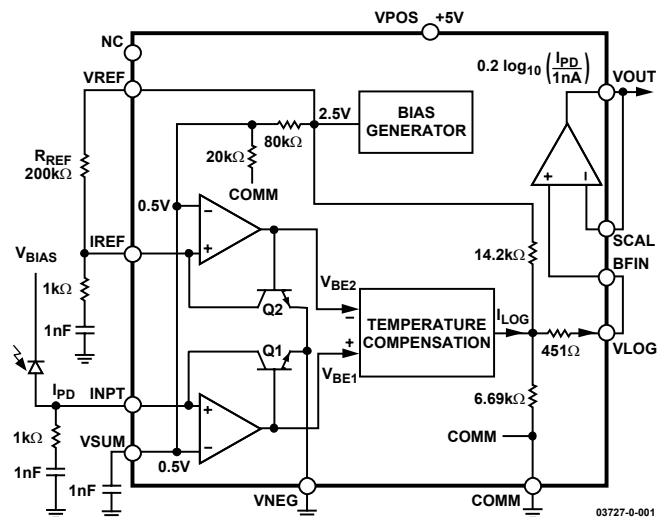 VPOS
+5V
NC
VREF
0.2 log10 (IPD/1nA)
VOUT
2.5V
BIAS
GENERATOR
80kΩ
20kΩ
COMM
RREF
200kΩ
0.5V
−
+
IREF
VBIAS
1kΩ
1nF
Q2
VBE2
−
14.2kΩ
+
−
SCAL
BFIN
TEMPERATURE
COMPENSATION
ILOG
451Ω
VLOG
Q1
+
VBE1
IPD
INPT
+
−
6.69kΩ
COMM
1kΩ
1nF
VSUM
0.5V
1nF
VNEG
COMM
03727-0-001